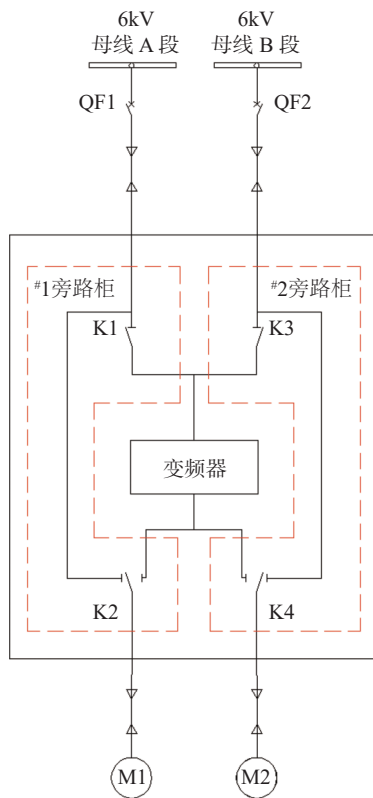 6kV
母线 A 段
6kV
母线 B 段
QF1
QF2
#1旁路柜
#2旁路柜
K1
K3
变频器
K2
K4
M1
M2